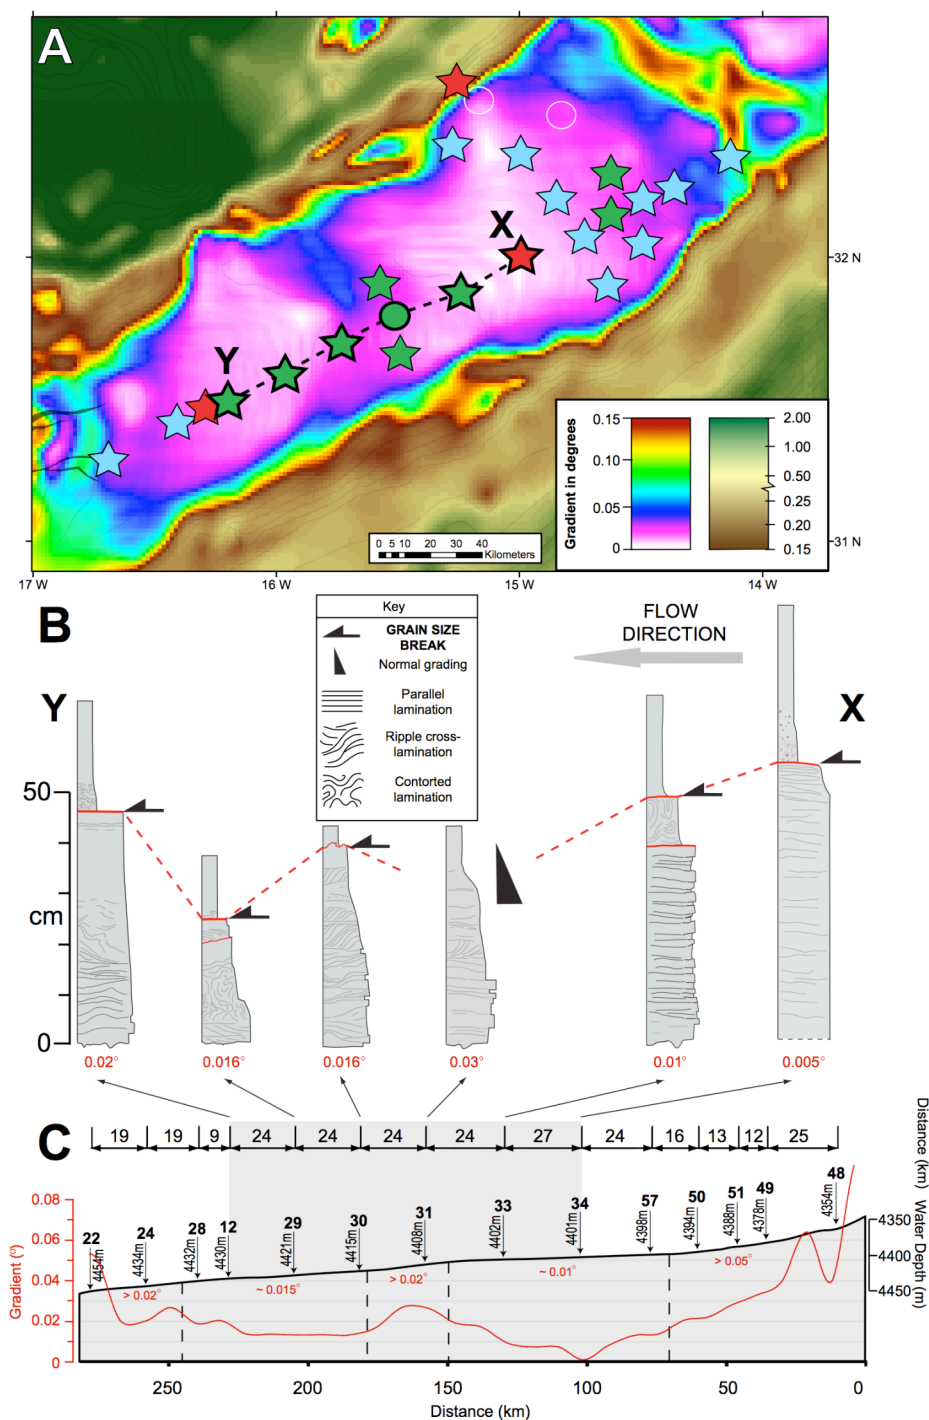 A
X
Y
32 N
31 N
17 W
16 W
15 W
14 W
Gradient in degrees
0.15
0.10
0.05
0
2.00
1.00
0.50
0.25
0.20
0.15
0 5 10 20 30 40
Kilometers
B
Key
GRAIN SIZE
BREAK
Normal grading
Parallel
lamination
Ripple cross-
lamination
Contorted
lamination
FLOW
DIRECTION
Y
X
50
cm
0
0.02°
0.016°
0.016°
0.03°
0.01°
0.005°
C
19 19 9 24 24 24 24 27 24 16 13 12 25
Distance (km)
Water Depth (m)
Gradient (°)
0.08
0.06
0.04
0.02
0
22 24 28 12 29 30 31 33 34 57 50 51 49 48
4454m 4434m 4432m 4430m 4421m 4415m 4408m 4402m 4401m 4398m 4394m 4388m 4378m 4354m
> 0.02°
~ 0.015°
> 0.02°
~ 0.01°
> 0.05°
4350
4400
4450
250 200 150 100 50 0
Distance (km)